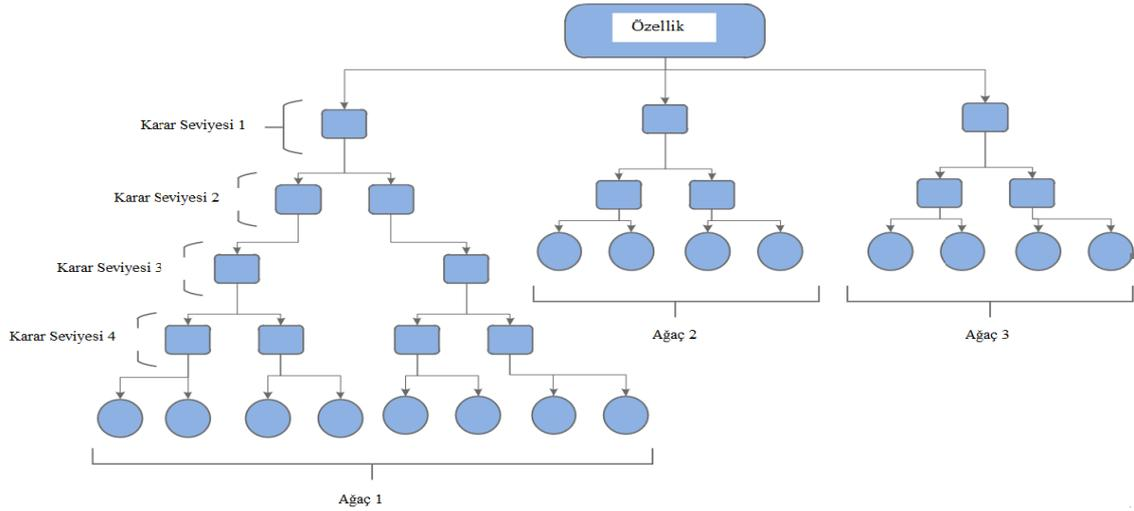 Özellik
Karar Seviyesi 1
Karar Seviyesi 2
Karar Seviyesi 3
Karar Seviyesi 4
Ağaç 2
Ağaç 3
Ağaç 1